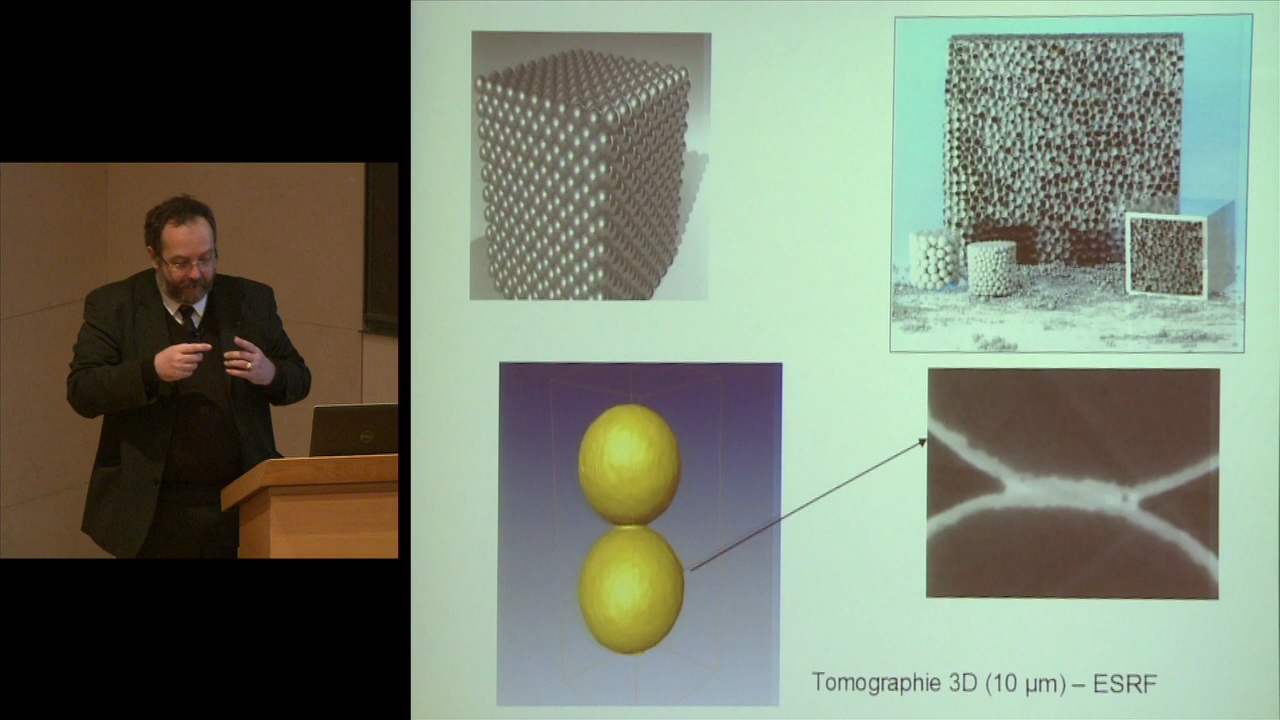 Tomographie 3D (10 µm) – ESRF